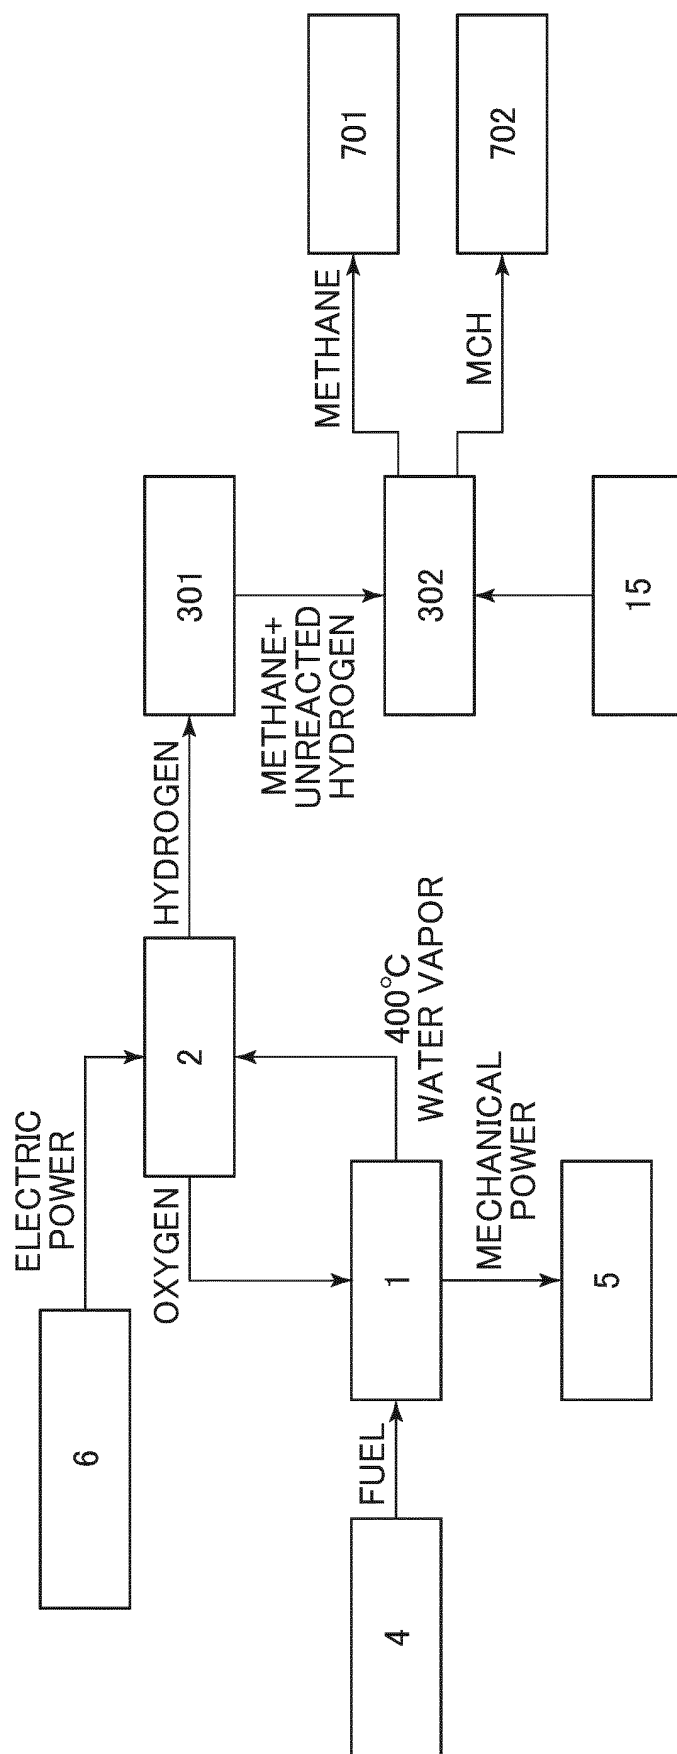 ELECTRIC
POWER
6
OXYGEN
HYDROGEN
2
301
METHANE+
UNREACTED
HYDROGEN
METHANE
701
FUEL
4
1
400°C
WATER VAPOR
302
MCH
702
MECHANICAL
POWER
5
15